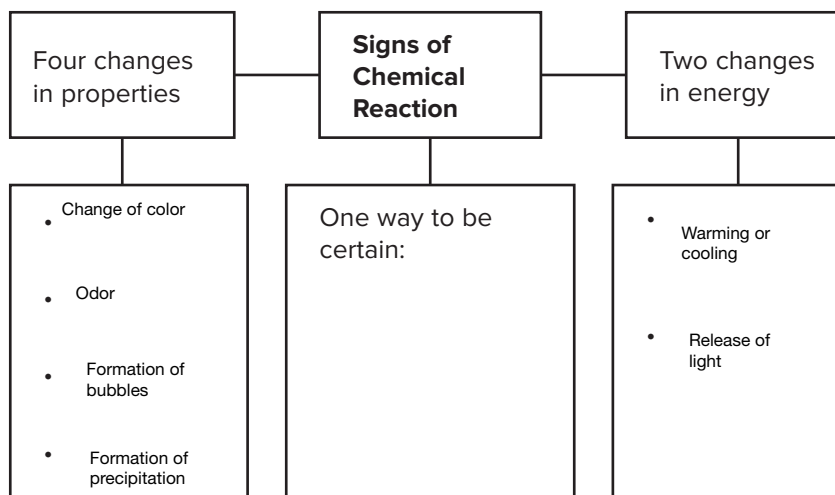 Four changes
in properties
Signs of
Chemical
Reaction
Two changes
in energy
• Change of color
• Odor
• Formation of
bubbles
• Formation of
precipitation
One way to be
certain:
• Warming or
cooling
• Release of
light